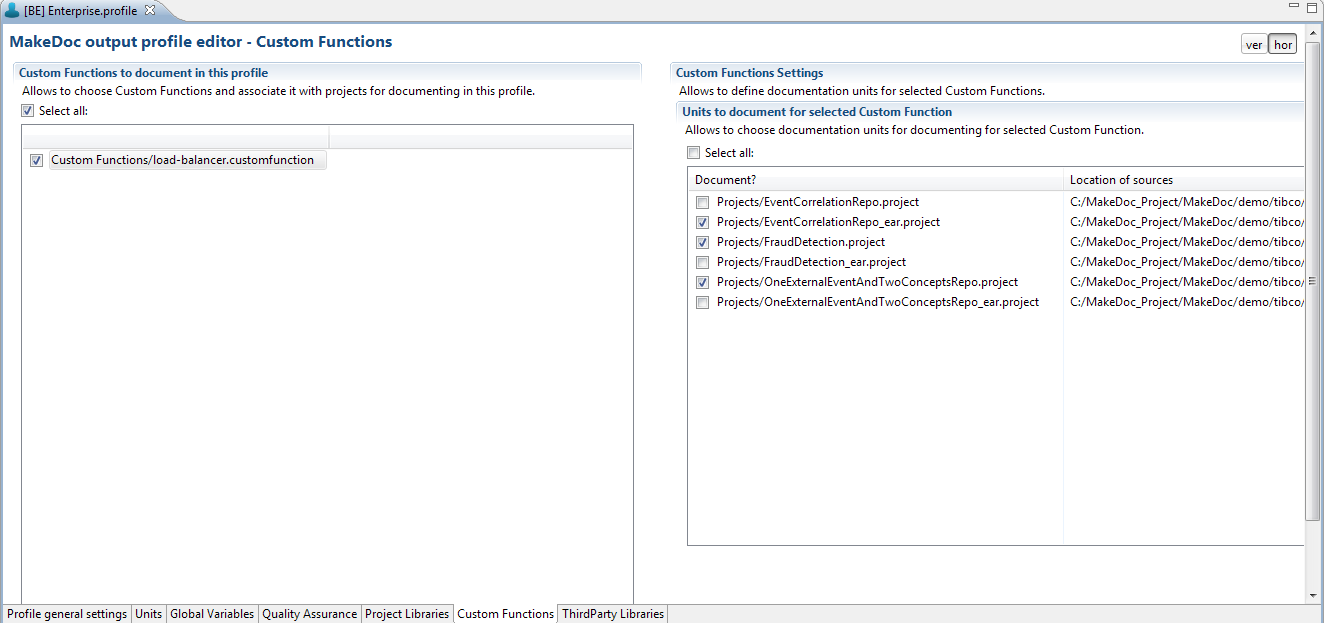 [BE] Enterprise.profile
MakeDoc output profile editor - Custom Functions
ver hor
Custom Functions to document in this profile
Allows to choose Custom Functions and associate it with projects for documenting in this profile.
Select all:
Custom Functions/load-balancer.customfunction
Custom Functions Settings
Allows to define documentation units for selected Custom Functions.
Units to document for selected Custom Function
Allows to choose documentation units for documenting for selected Custom Function.
Select all:
Document? Location of sources
Projects/EventCorrelationRepo.project C:/MakeDoc_Project/MakeDoc/demo/tibco/
Projects/EventCorrelationRepo_ear.project C:/MakeDoc_Project/MakeDoc/demo/tibco/
Projects/FraudDetection.project C:/MakeDoc_Project/MakeDoc/demo/tibco/
Projects/FraudDetection_ear.project C:/MakeDoc_Project/MakeDoc/demo/tibco/
Projects/OneExternalEventAndTwoConceptsRepo.project C:/MakeDoc_Project/MakeDoc/demo/tibco/
Projects/OneExternalEventAndTwoConceptsRepo_ear.project C:/MakeDoc_Project/MakeDoc/demo/tibco/
Profile general settings Units Global Variables Quality Assurance Project Libraries Custom Functions ThirdParty Libraries